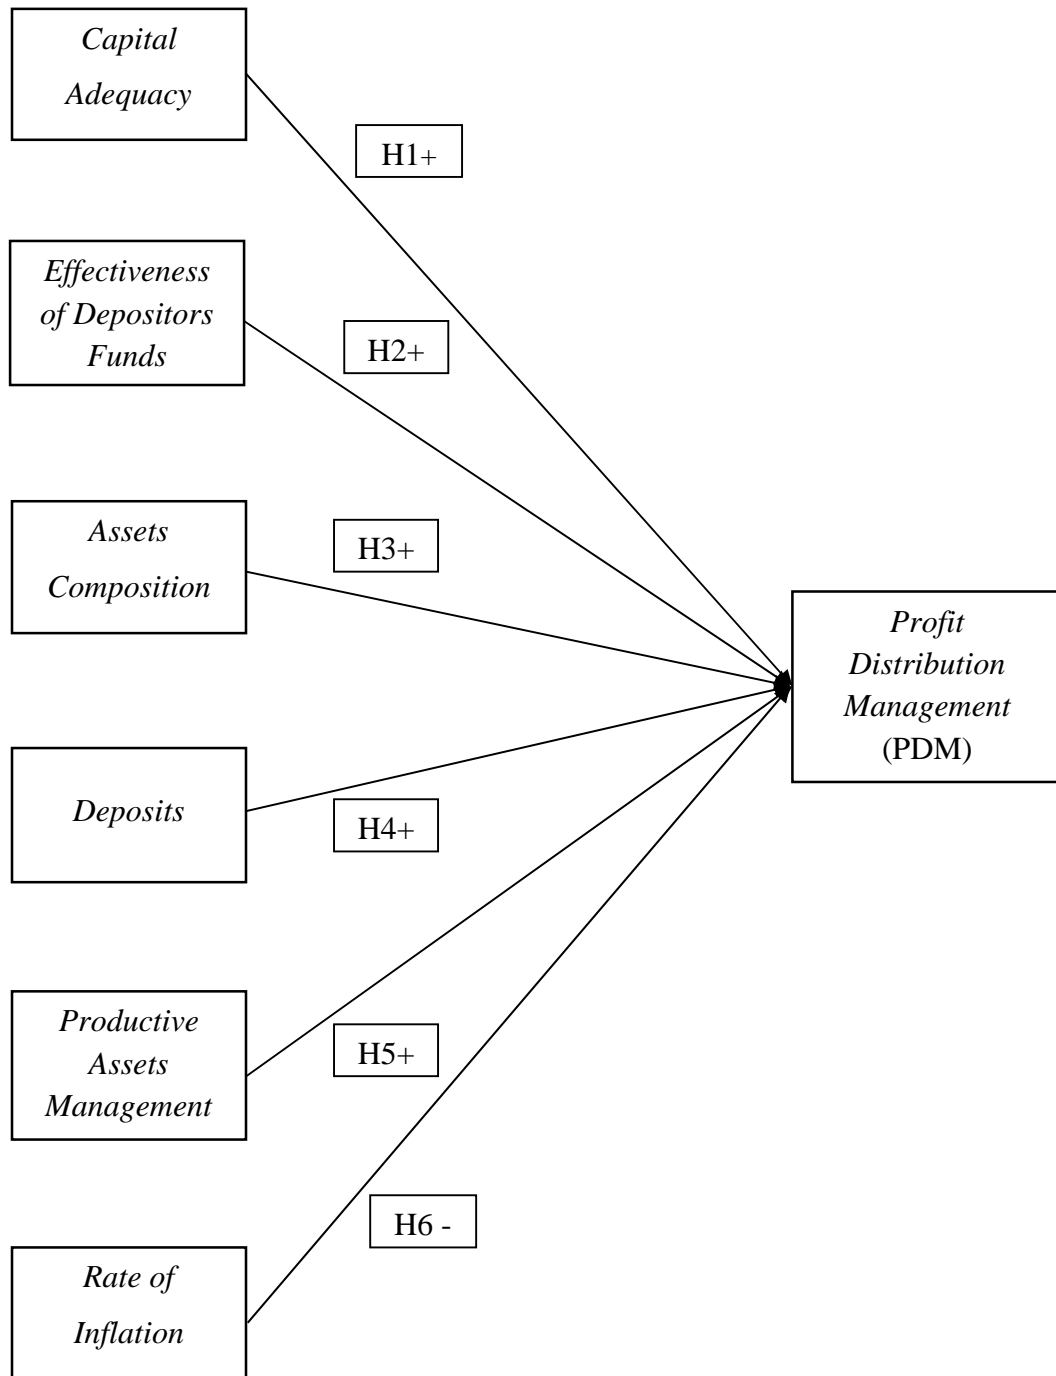 Capital
Adequacy
H1+
Effectiveness
of Depositors
Funds
H2+
Assets
Composition
H3+
Profit
Distribution
Management
(PDM)
Deposits
H4+
Productive
Assets
Management
H5+
H6 -
Rate of
Inflation